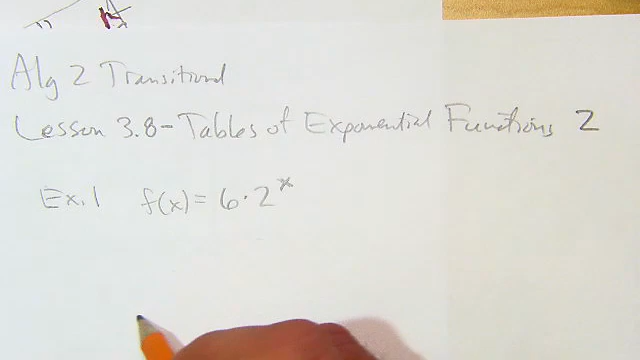 Alg 2 Transitional
Lesson 3.8 - Tables of Exponential Functions 2
Ex. 1 f(x) = 6 · 2^x